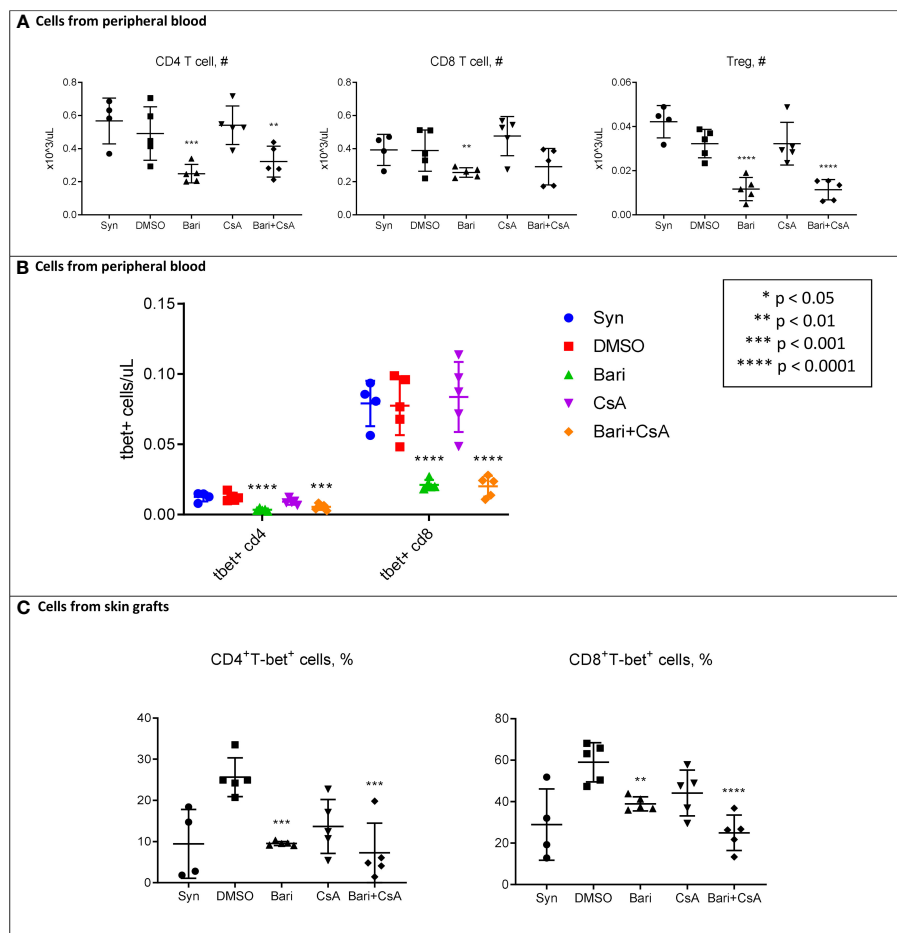 A Cells from peripheral blood
CD4 T cell, #
CD8 T cell, #
Treg, #
x10^3/uL
0.8
0.6
0.4
0.2
0.0
Syn DMSO Bari CsA Bari+CsA
*** **
x10^3/uL
0.8
0.6
0.4
0.2
0.0
Syn DMSO Bari CsA Bari+CsA
**
x10^3/uL
0.06
0.04
0.02
0.00
Syn DMSO Bari CsA Bari+CsA
**** ****
B Cells from peripheral blood
tbet+ cells/uL
0.15
0.10
0.05
0.00
**** *** **** ****
tbet+ cd4
tbet+ cd8
Syn
DMSO
Bari
CsA
Bari+CsA
* p < 0.05
** p < 0.01
*** p < 0.001
**** p < 0.0001
C Cells from skin grafts
CD4+T-bet+ cells, %
40
30
20
10
0
*** ***
Syn DMSO Bari CsA Bari+CsA
CD8+T-bet+ cells, %
80
60
40
20
0
** ****
Syn DMSO Bari CsA Bari+CsA